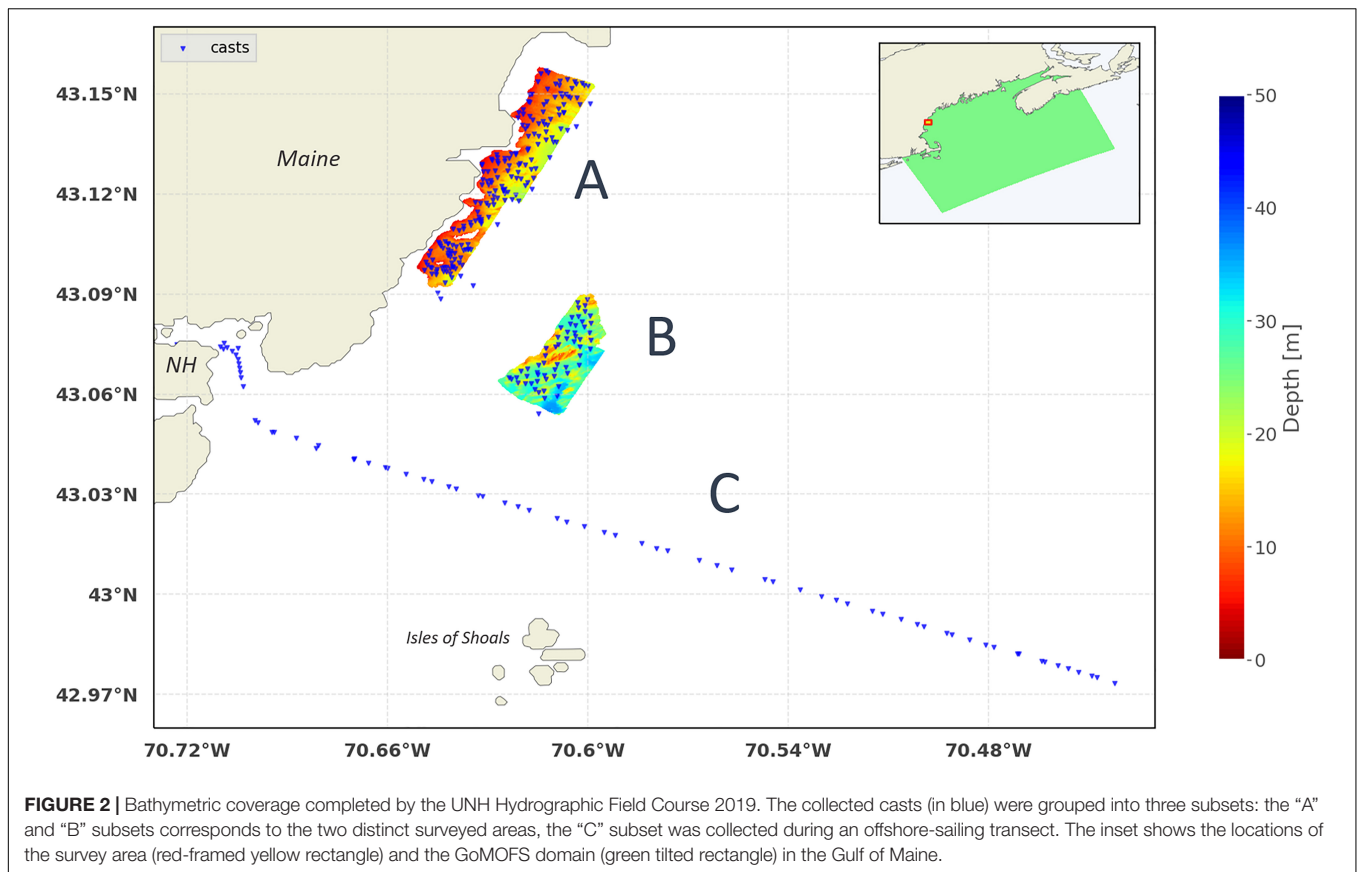 casts
43.15°N
Maine
A
43.12°N
43.09°N
B
NH
43.06°N
C
43.03°N
43°N
Isles of Shoals
42.97°N
70.72°W 70.66°W 70.6°W 70.54°W 70.48°W
50
40
30
20
10
0
Depth [m]
FIGURE 2 | Bathymetric coverage completed by the UNH Hydrographic Field Course 2019. The collected casts (in blue) were grouped into three subsets: the “A”
and “B” subsets corresponds to the two distinct surveyed areas, the “C” subset was collected during an offshore-sailing transect. The inset shows the locations of
the survey area (red-framed yellow rectangle) and the GoMOFS domain (green tilted rectangle) in the Gulf of Maine.